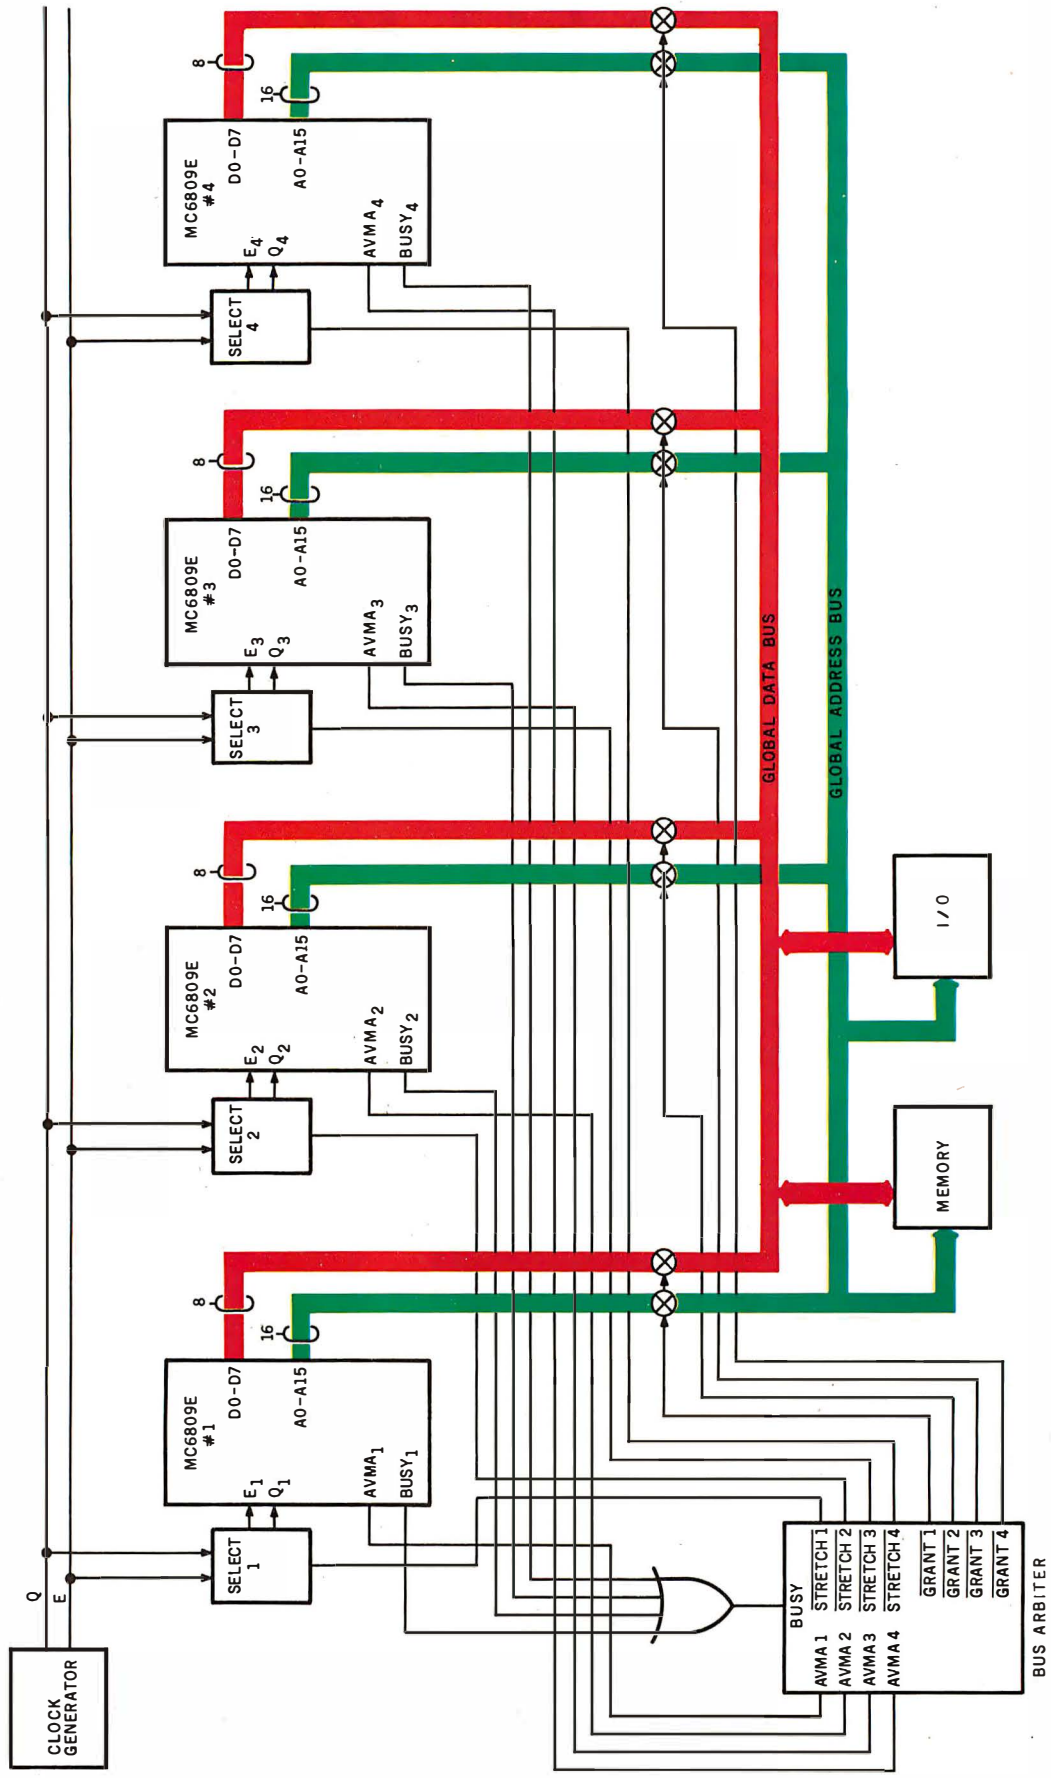 CLOCK
GENERATOR
Q
E
SELECT
1
E1
Q1
MC6809E
#1
D0-D7
A0-A15
AVMA1
BUSY1
8
16
SELECT
2
E2
Q2
MC6809E
#2
D0-D7
A0-A15
AVMA2
BUSY2
8
16
SELECT
3
E3
Q3
MC6809E
#3
D0-D7
A0-A15
AVMA3
BUSY3
8
16
SELECT
4
E4
Q4
MC6809E
#4
D0-D7
A0-A15
AVMA4
BUSY4
8
16
GLOBAL DATA BUS
GLOBAL ADDRESS BUS
MEMORY
I/O
BUSY
AVMA1 STRETCH 1
AVMA 2 STRETCH 2
AVMA3 STRETCH 3
AVMA 4 STRETCH 4
GRANT 1
GRANT 2
GRANT 3
GRANT 4
BUS ARBITER